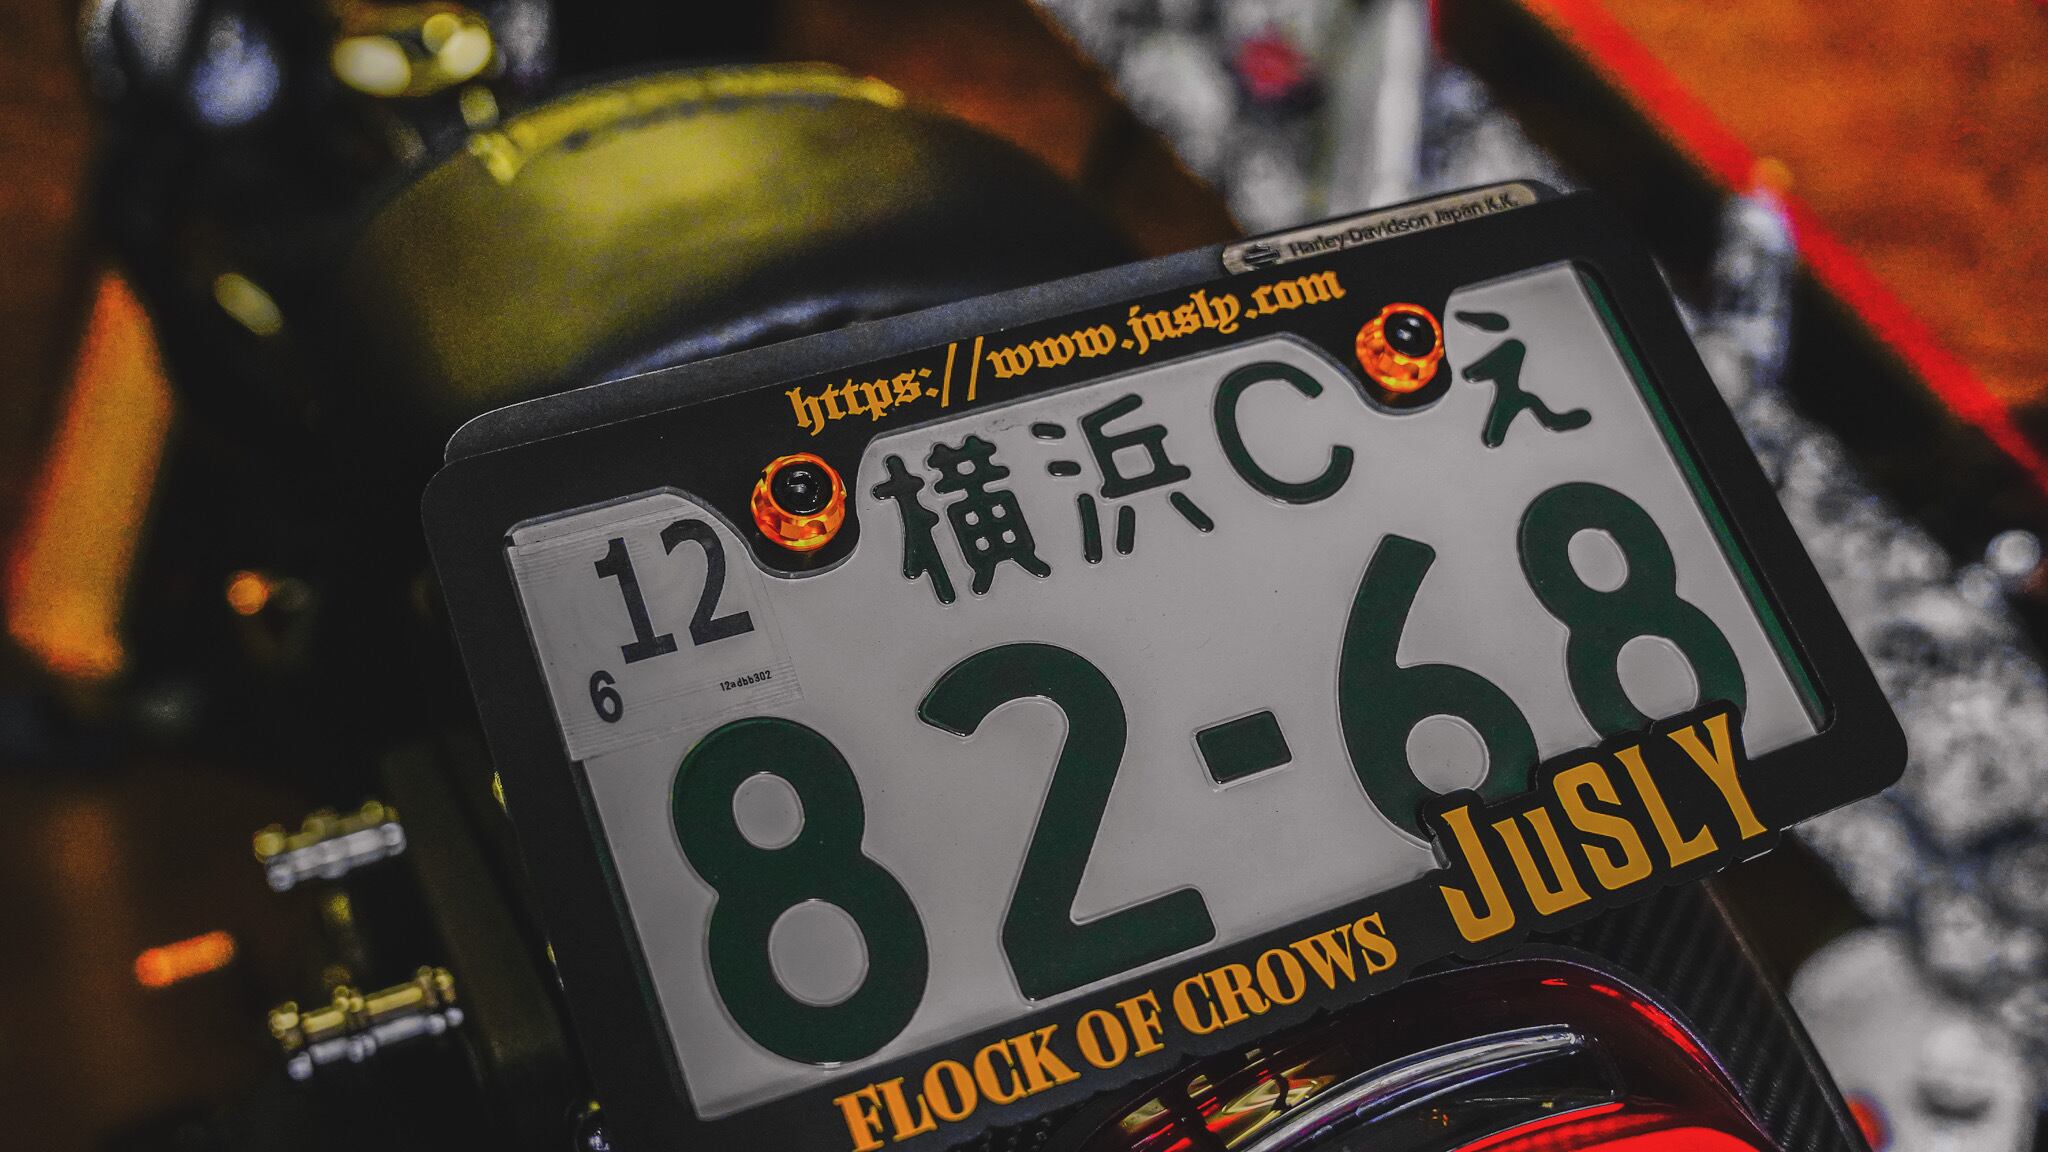 Harley-Davidson Japan K.K.
https://www.jusly.com
横浜C え
12
6
12adbb302
82-68
JuSLY
FLOCK OF CROWS